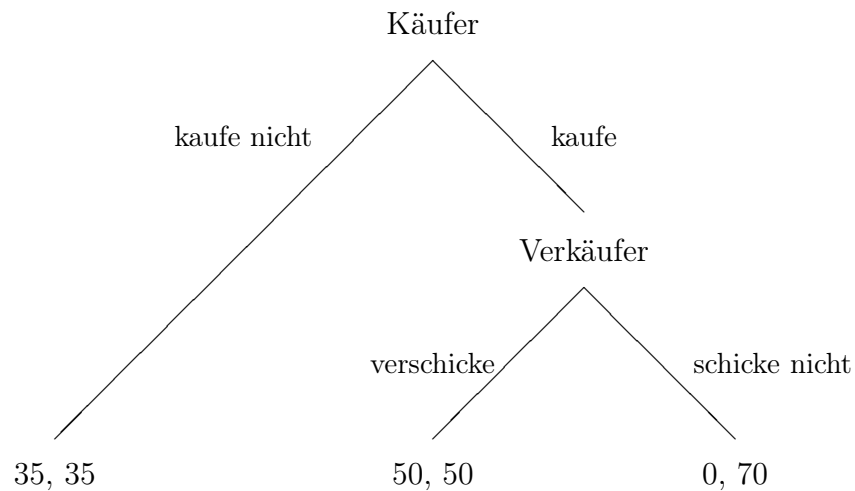 Käufer
kaufe nicht
kaufe
Verkäufer
verschicke
schicke nicht
35, 35
50, 50
0, 70